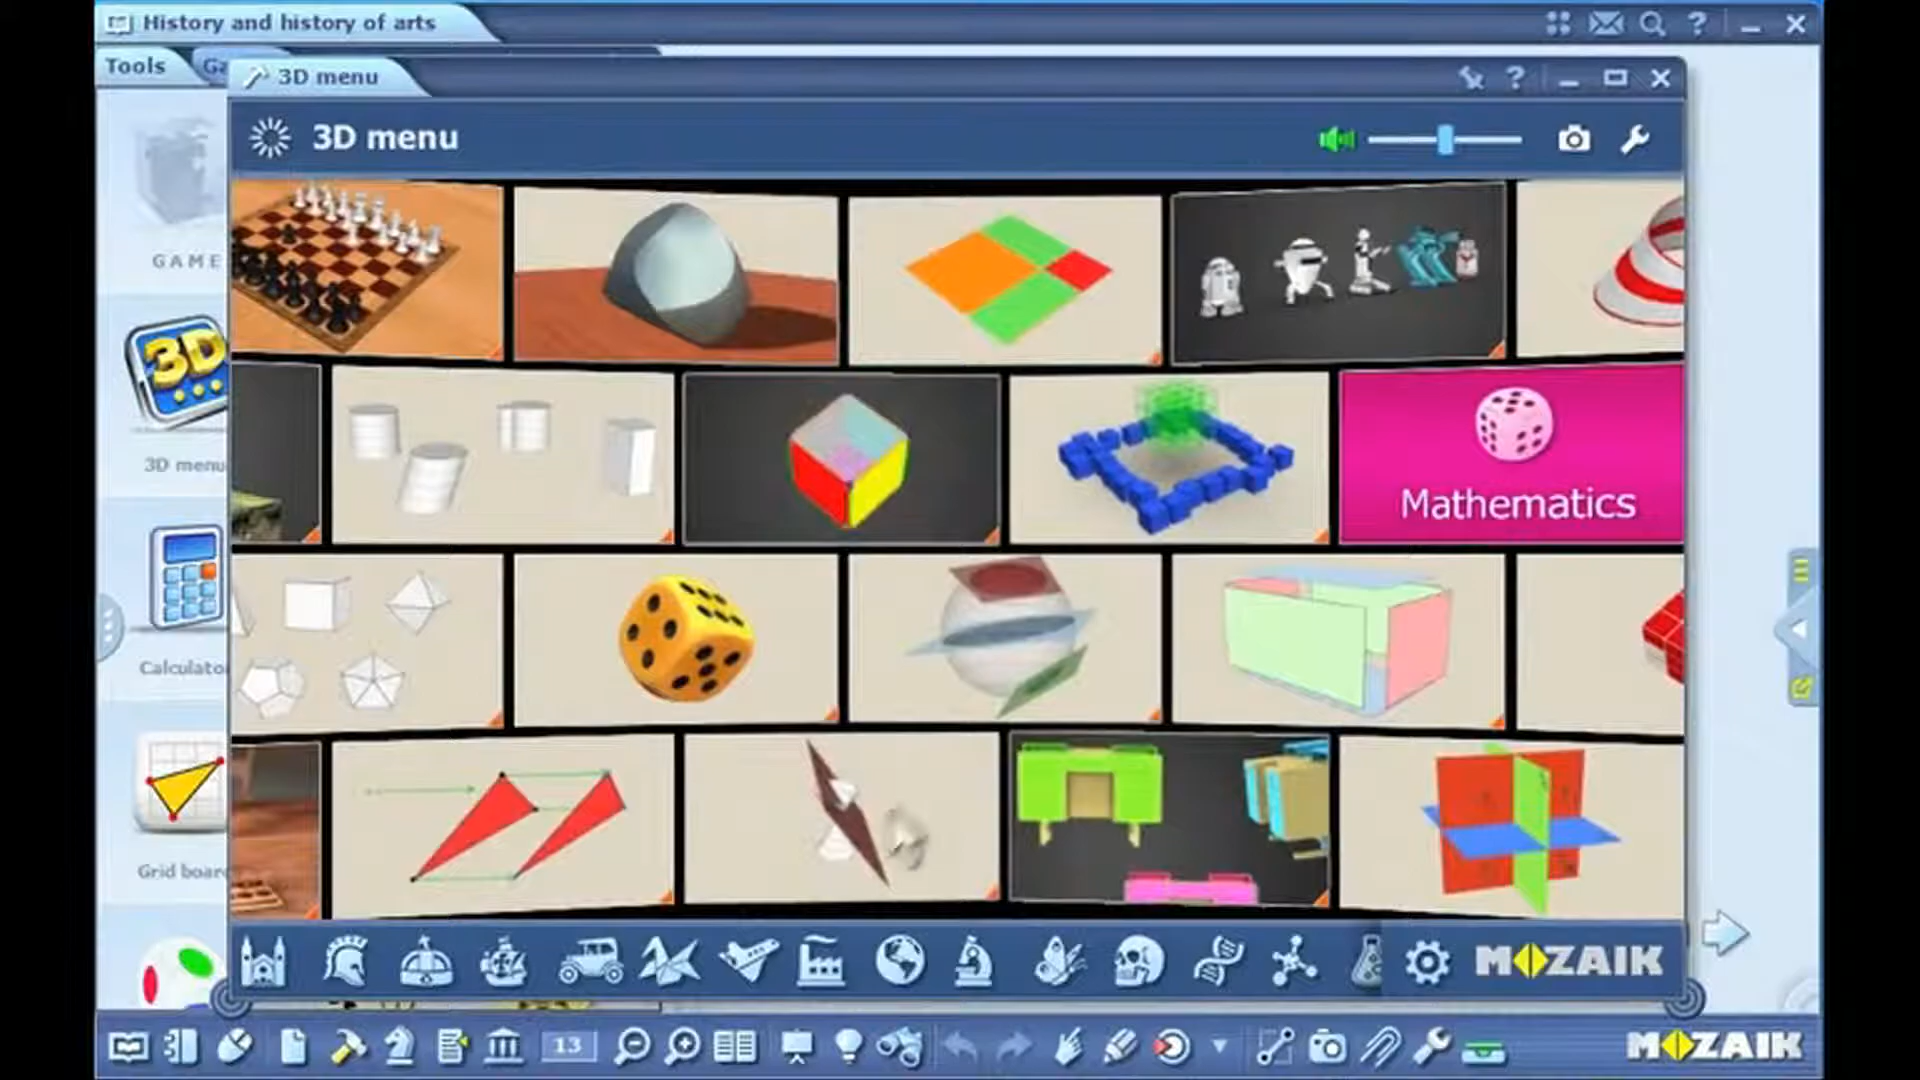 History and history of arts
Tools
Ga
3D menu
3D menu
GAME
3D
3D menu
Calculator
Grid board
Mathematics
MOZAIK
13
MOZAIK